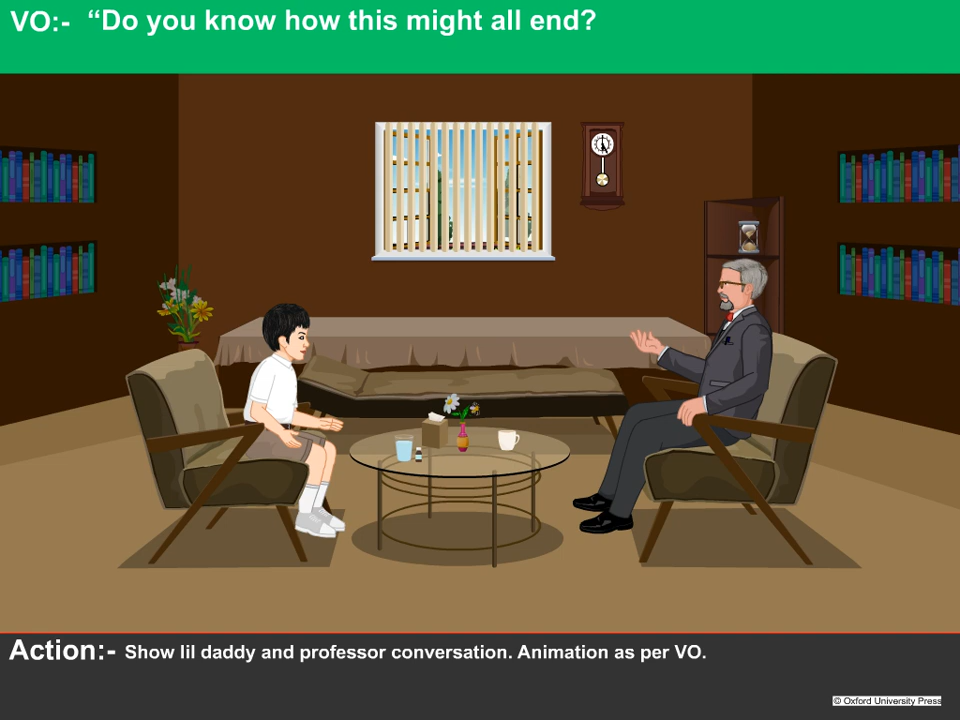 VO:- “Do you know how this might all end?
Action:- Show lil daddy and professor conversation. Animation as per VO.
© Oxford University Press